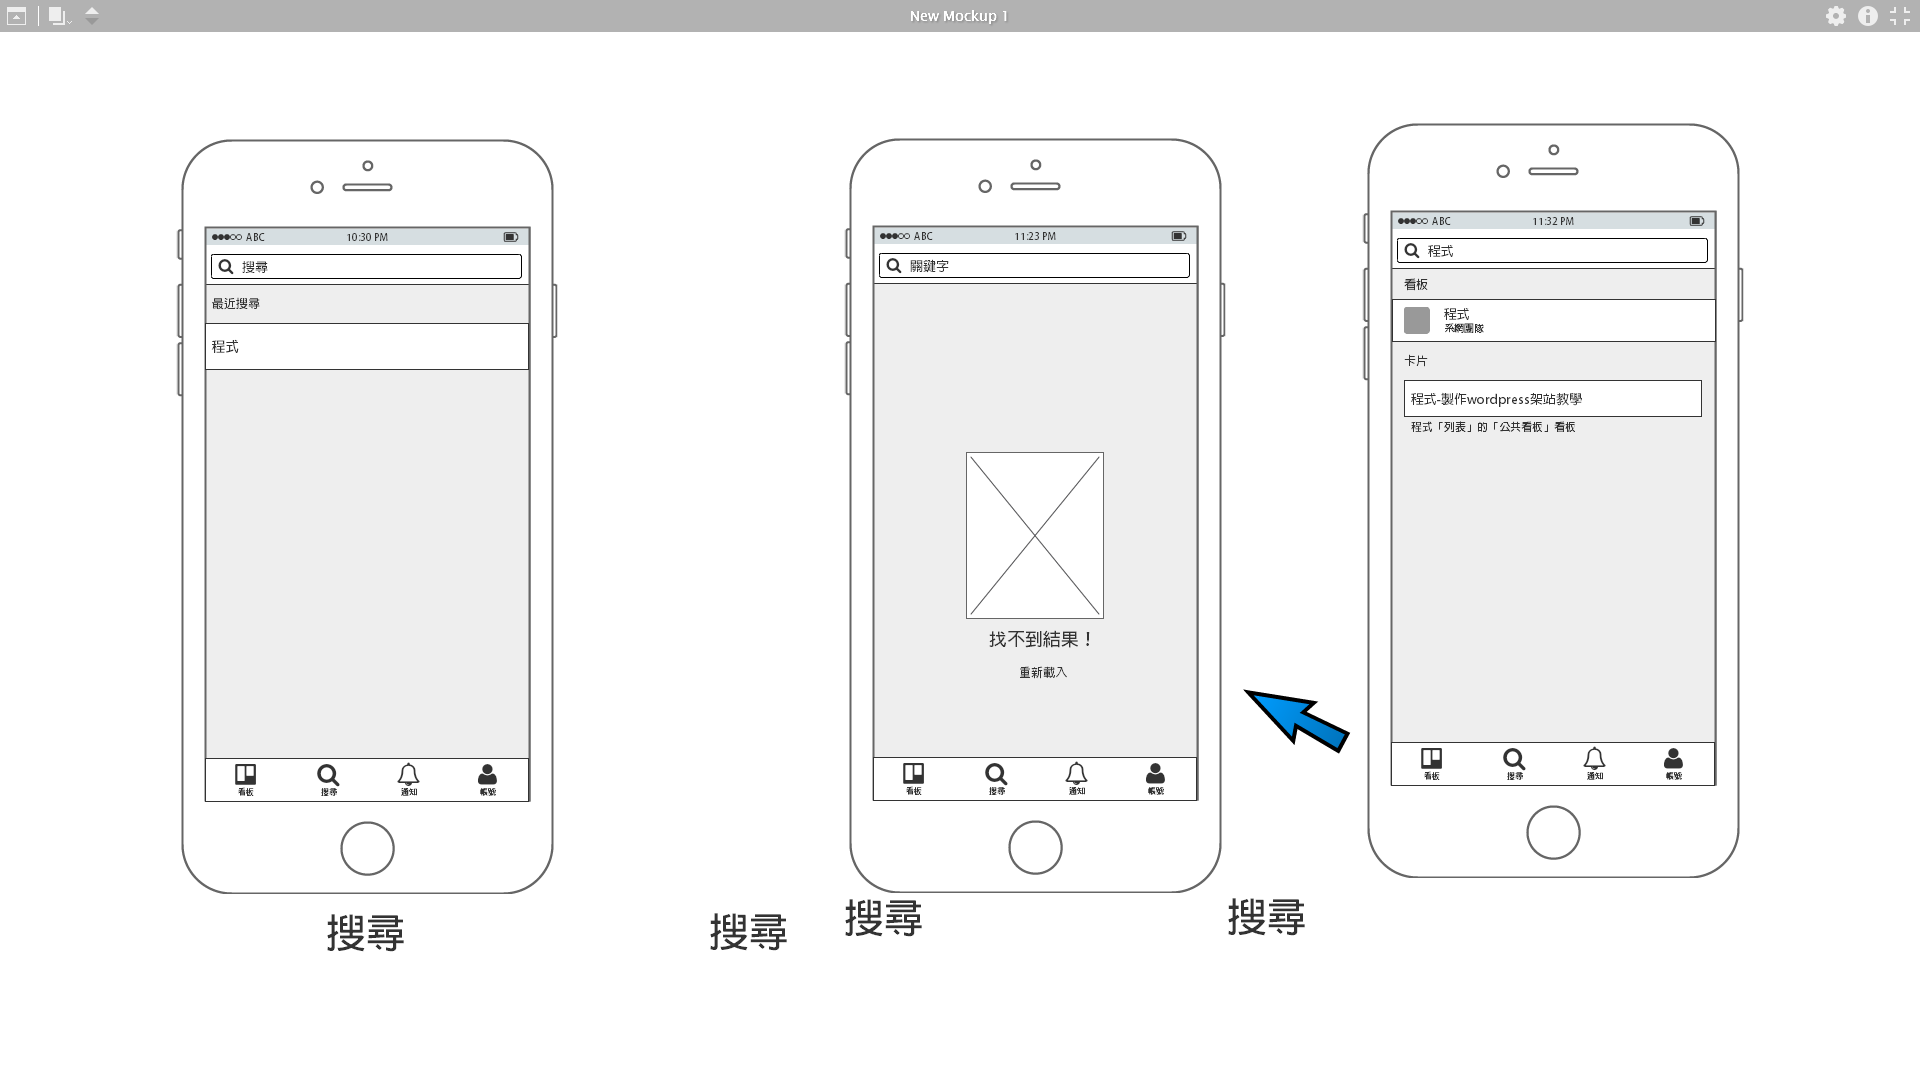 New Mockup 1
ABC 10:30 PM
搜尋
最近搜尋
程式
看板 搜尋 通知 帳號
搜尋
搜尋
ABC 11:23 PM
關鍵字
找不到結果！
重新載入
看板 搜尋 通知 帳號
搜尋
ABC 11:32 PM
程式
看板
程式
系網團隊
卡片
程式-製作wordpress架站教學
程式「列表」的「公共看板」看板
看板 搜尋 通知 帳號
搜尋